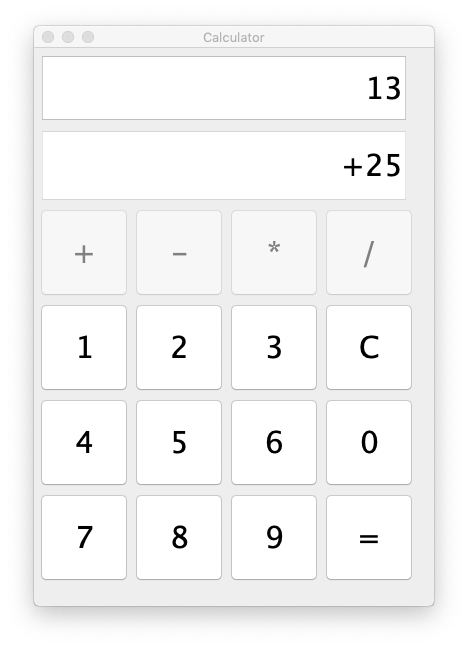 Calculator
13
+25
+ - * /
1 2 3 C
4 5 6 0
7 8 9 =